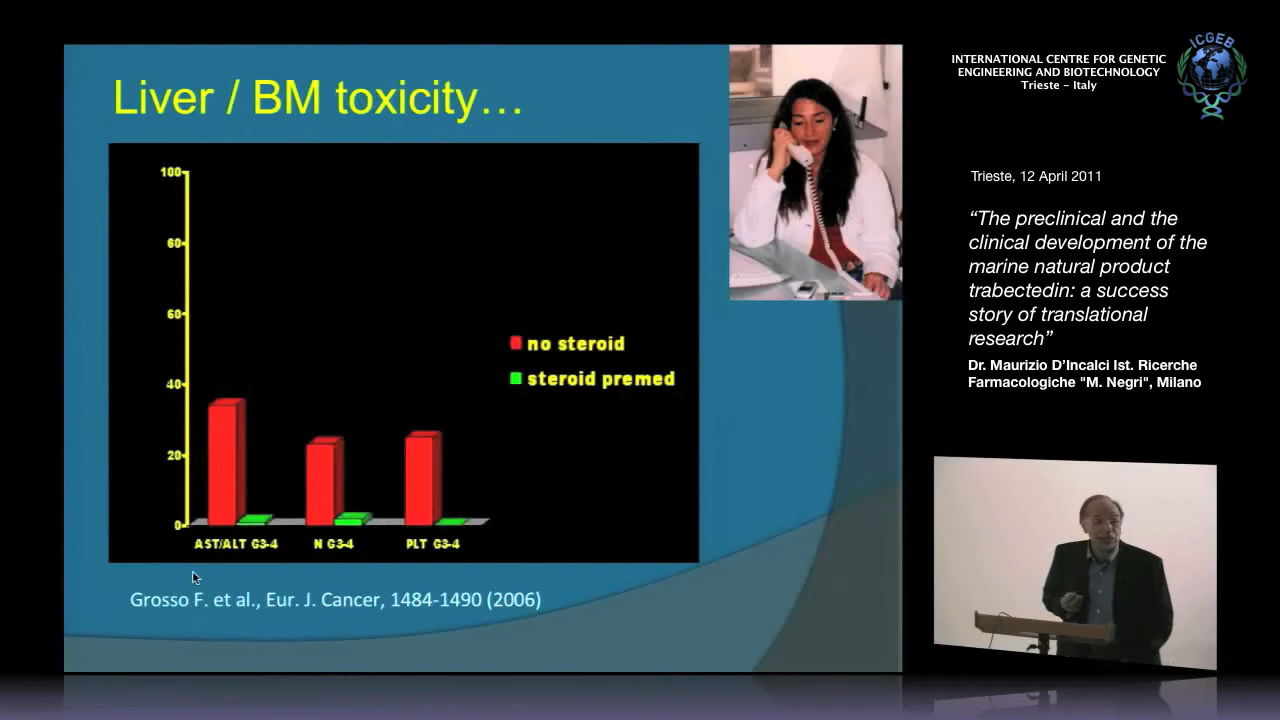 Liver / BM toxicity…
100
80
60
40
20
0
no steroid
steroid premed
AST/ALT G3-4
N G3-4
PLT G3-4
Grosso F. et al., Eur. J. Cancer, 1484-1490 (2006)
INTERNATIONAL CENTRE FOR GENETIC
ENGINEERING AND BIOTECHNOLOGY
Trieste – Italy
ICGEB
Trieste, 12 April 2011
“The preclinical and the
clinical development of the
marine natural product
trabectedin: a success
story of translational
research”
Dr. Maurizio D’Incalci Ist. Ricerche
Farmacologiche "M. Negri", Milano